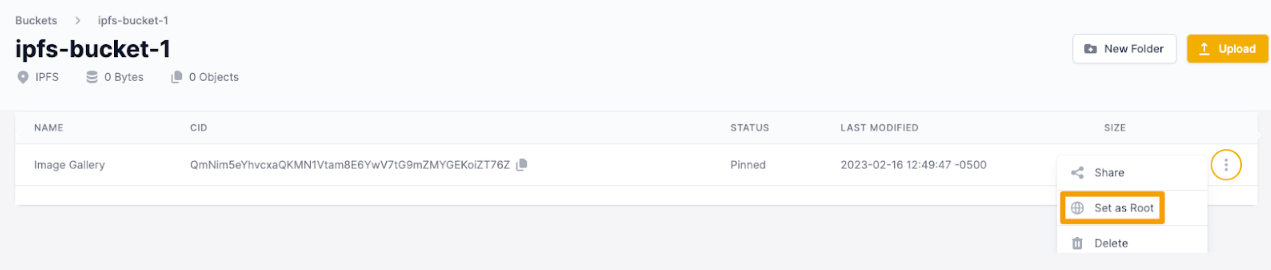 Buckets > ipfs-bucket-1
ipfs-bucket-1
New Folder
Upload
IPFS 0 Bytes 0 Objects
NAME CID STATUS LAST MODIFIED SIZE
Image Gallery QmNim5eYhvcxaQKMN1Vtam8E6YwV7tG9mZMYGEKoiZT76Z Pinned 2023-02-16 12:49:47 -0500
Share
Set as Root
Delete